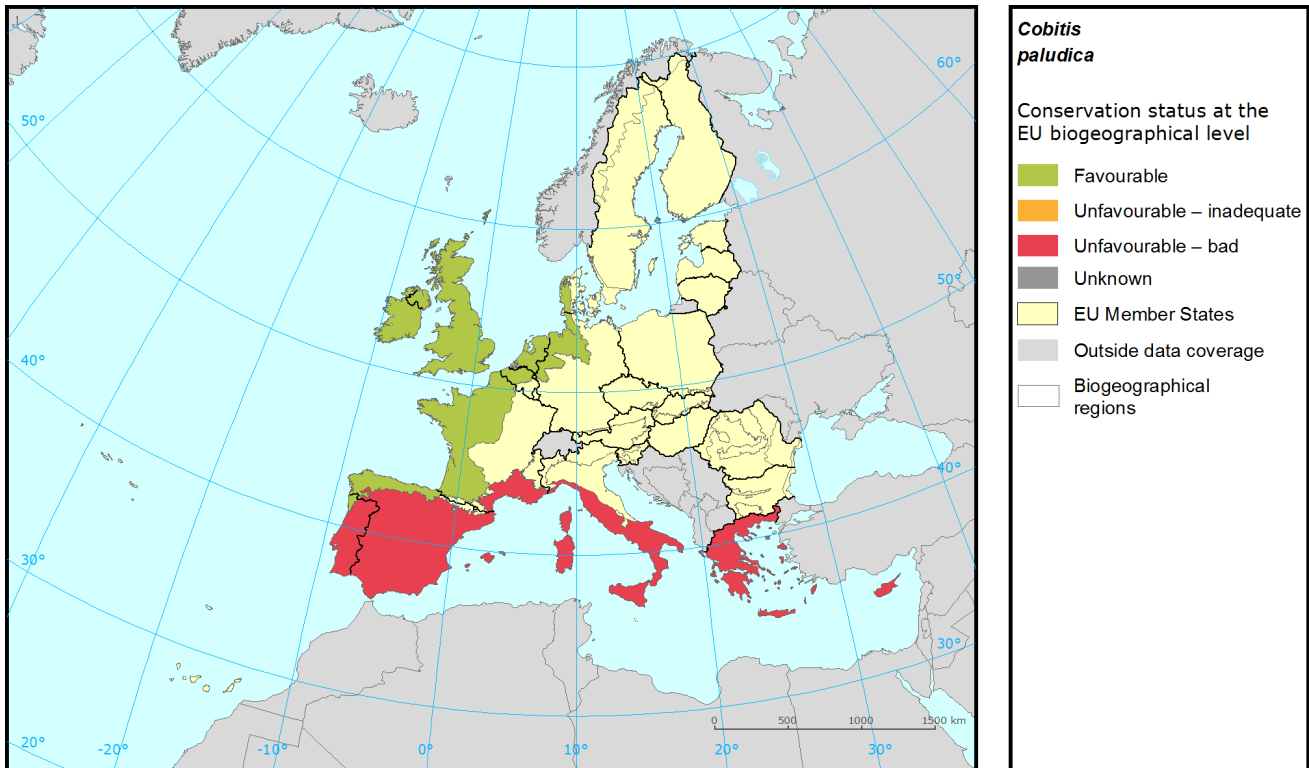 Cobitis
paludica
Conservation status at the
EU biogeographical level
Favourable
Unfavourable – inadequate
Unfavourable – bad
Unknown
EU Member States
Outside data coverage
Biogeographical
regions
60°
50°
50°
40°
40°
30°
30°
0 500 1000 1500 km
20° -20° -10° 0° 10° 20° 30°